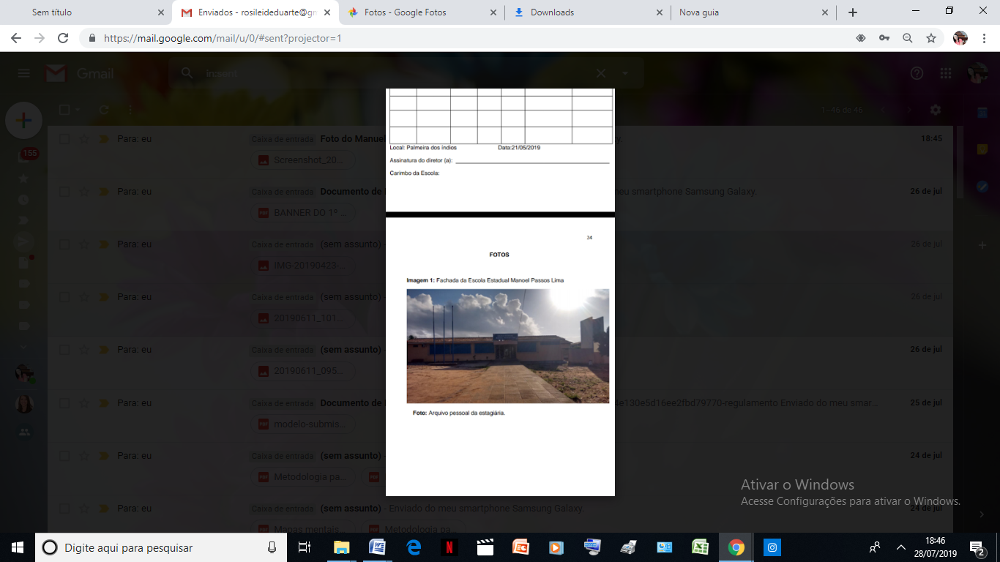 Sem título
Enviados - rosileideduarte@gm
Fotos - Google Fotos
Downloads
Nova guia
https://mail.google.com/mail/u/0/#sent?projector=1
Gmail
in:sent
1–46 de 46
155
Para: eu
Caixa de entrada
Foto do Manuel
18:45
Screenshot_20...
Para: eu
Caixa de entrada
Documento de
meu smartphone Samsung Galaxy.
26 de jul
BANNER DO 1º ...
Para: eu
Caixa de entrada
(sem assunto) -
26 de jul
IMG-20190423-...
Para: eu
Caixa de entrada
(sem assunto) -
26 de jul
20190611_101...
Para: eu
Caixa de entrada
(sem assunto) -
26 de jul
20190611_095...
Para: eu
Caixa de entrada
Documento de
4e130e5d16ee2fbd79770-regulamento Enviado do meu smar...
25 de jul
modelo-submis...
Para: eu
Caixa de entrada
(sem assunto) -
24 de jul
Metodologia pa...
Para: eu
Caixa de entrada
(sem assunto) - Enviado do meu smartphone Samsung Galaxy.
24 de jul
Mapas mentais...
Metodologia pa...
Local: Palmeira dos índios Data:21/05/2019
Assinatura do diretor (a):
Carimbo da Escola:
24
FOTOS
Imagem 1: Fachada da Escola Estadual Manoel Passos Lima
Foto: Arquivo pessoal da estagiária.
Ativar o Windows
Acesse Configurações para ativar o Windows.
Digite aqui para pesquisar
18:46
28/07/2019
2